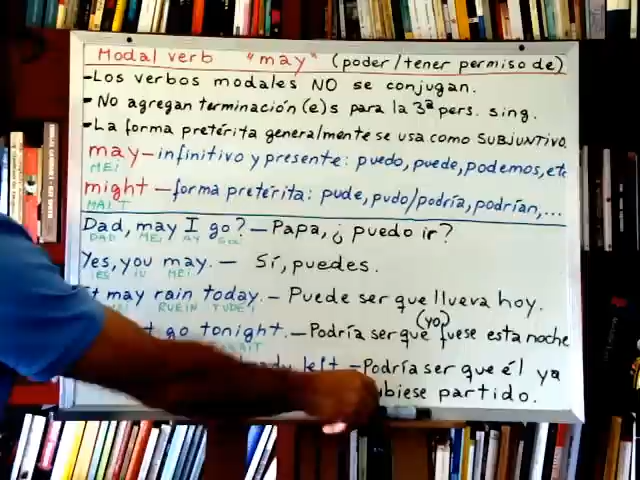 Modal verb "may" (poder/tener permiso de)
-Los verbos modales NO se conjugan.
-No agregan terminación (e)s para la 3ª pers. sing.
-La forma pretérita generalmente se usa como SUBJUNTIVO.
may-infinitivo y presente: puedo, puede, podemos, etc
MEI
might-forma pretérita: pude, pudo/podría, podrían,...
MAIT
Dad, may I go?-Papa, ¿puedo ir?
DAD MEI AY
Yes, you may.- Sí, puedes.
IES IU MEI
may rain today.-Puede ser que llueva hoy.
RUEIN
(yo)
go tonight.-Podría ser que fuese esta noche
left -Podría ser que él ya
partido.